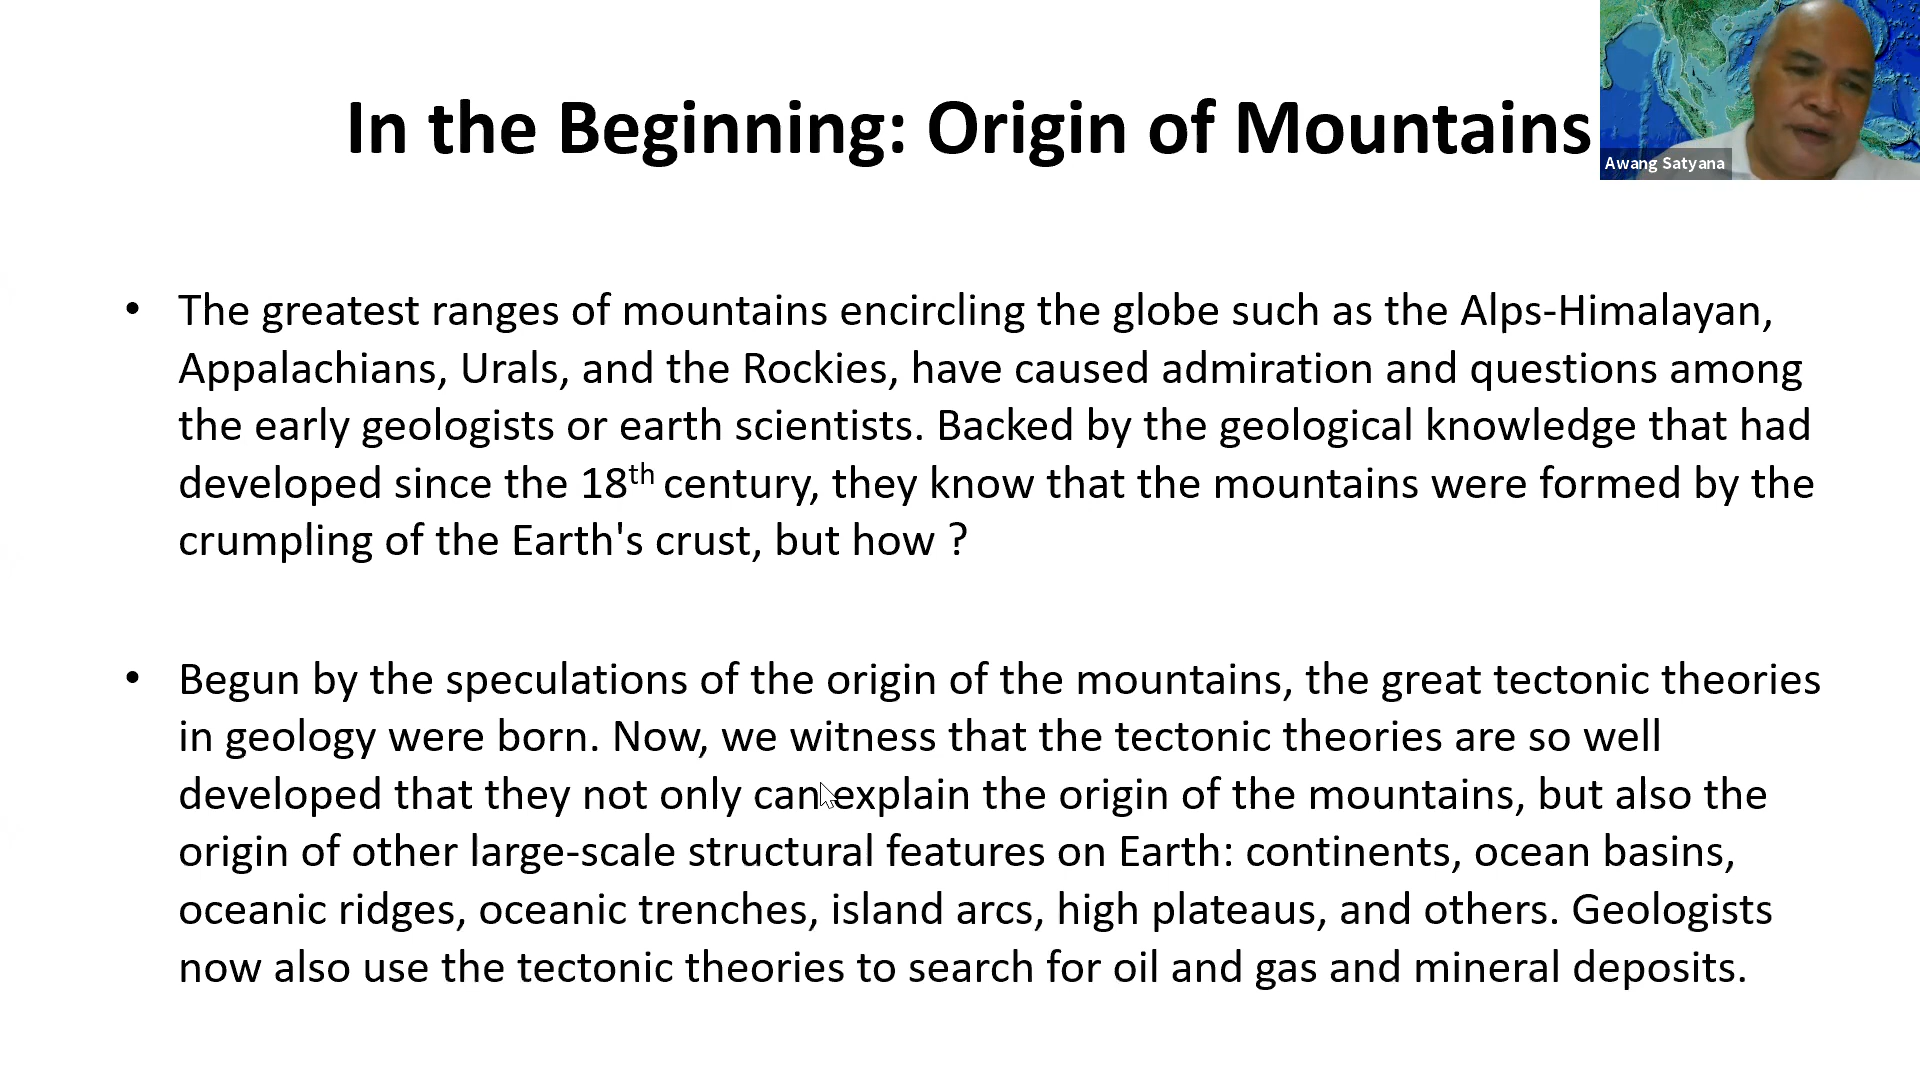 In the Beginning: Origin of Mountains
Awang Satyana
• The greatest ranges of mountains encircling the globe such as the Alps-Himalayan,
Appalachians, Urals, and the Rockies, have caused admiration and questions among
the early geologists or earth scientists. Backed by the geological knowledge that had
developed since the 18th century, they know that the mountains were formed by the
crumpling of the Earth's crust, but how ?
• Begun by the speculations of the origin of the mountains, the great tectonic theories
in geology were born. Now, we witness that the tectonic theories are so well
developed that they not only can explain the origin of the mountains, but also the
origin of other large-scale structural features on Earth: continents, ocean basins,
oceanic ridges, oceanic trenches, island arcs, high plateaus, and others. Geologists
now also use the tectonic theories to search for oil and gas and mineral deposits.